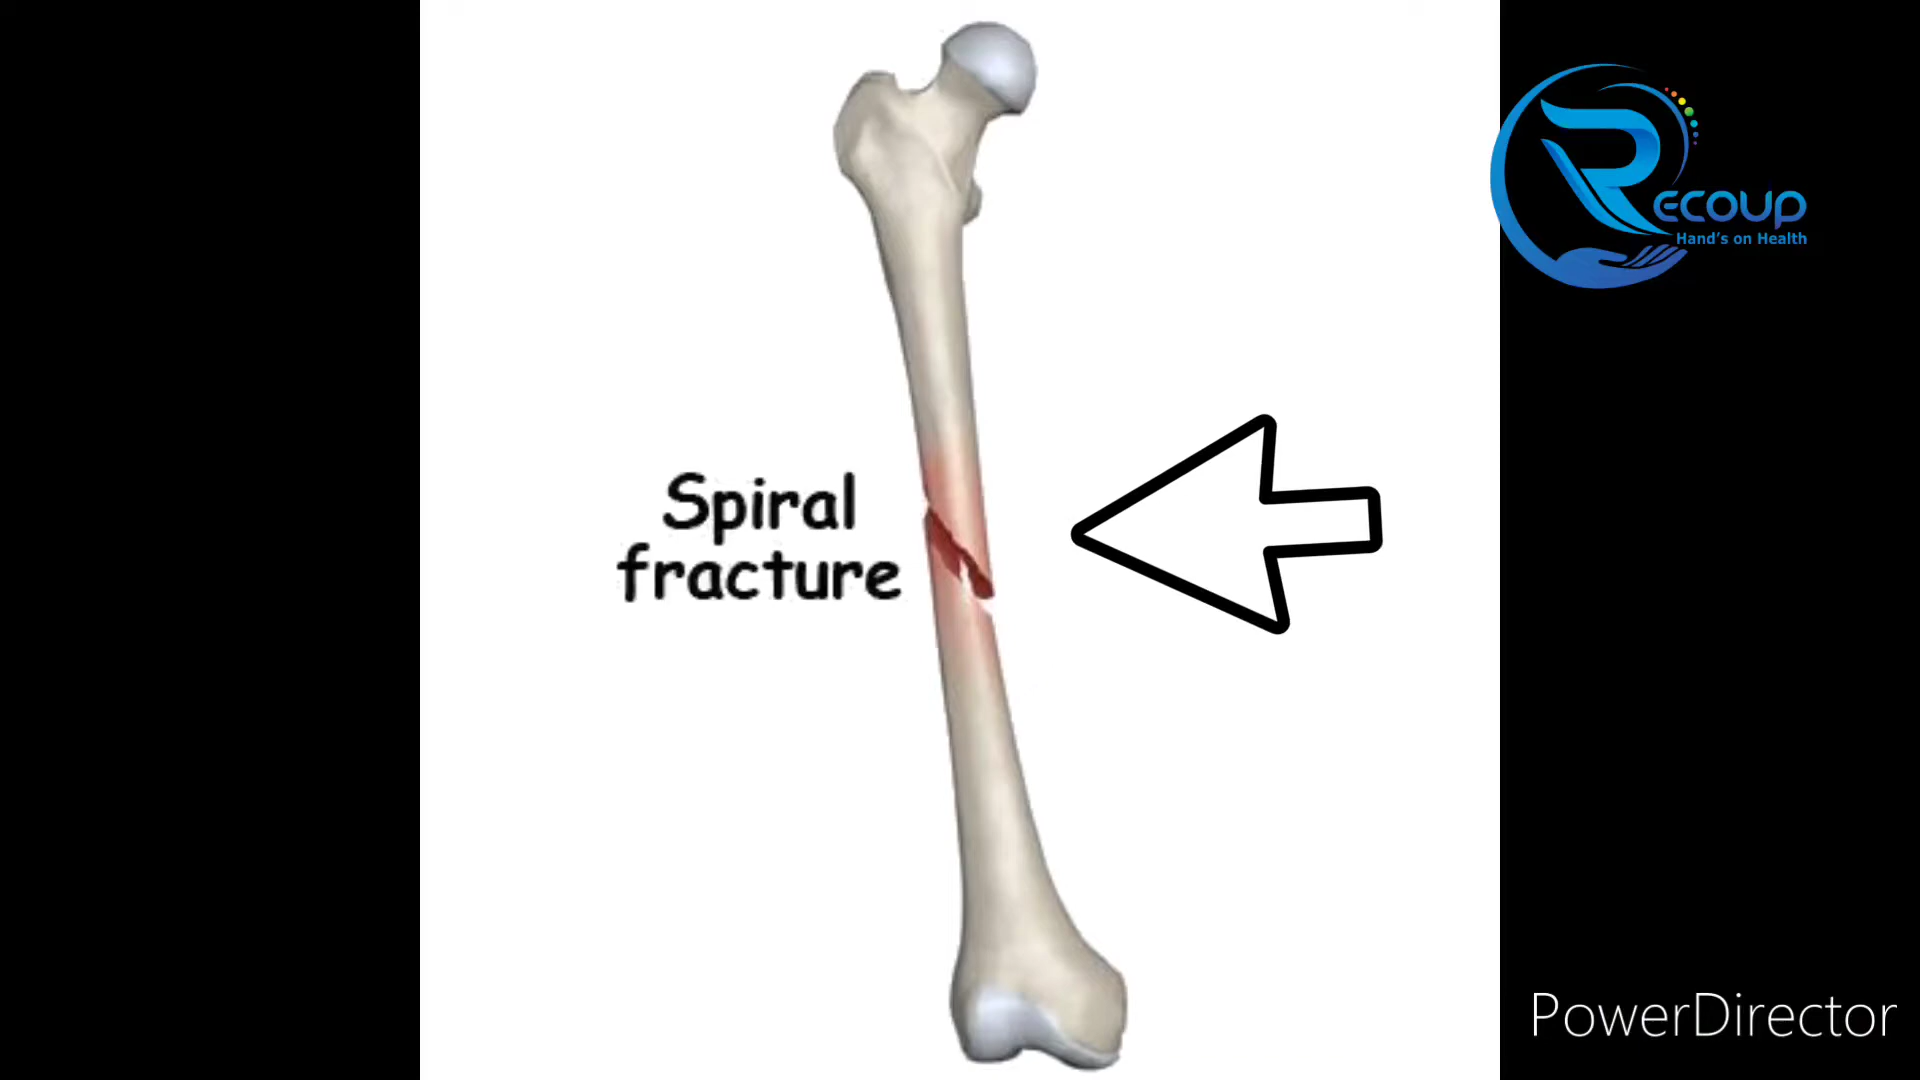 Spiral
fracture
Recoup
Hand's on Health
PowerDirector